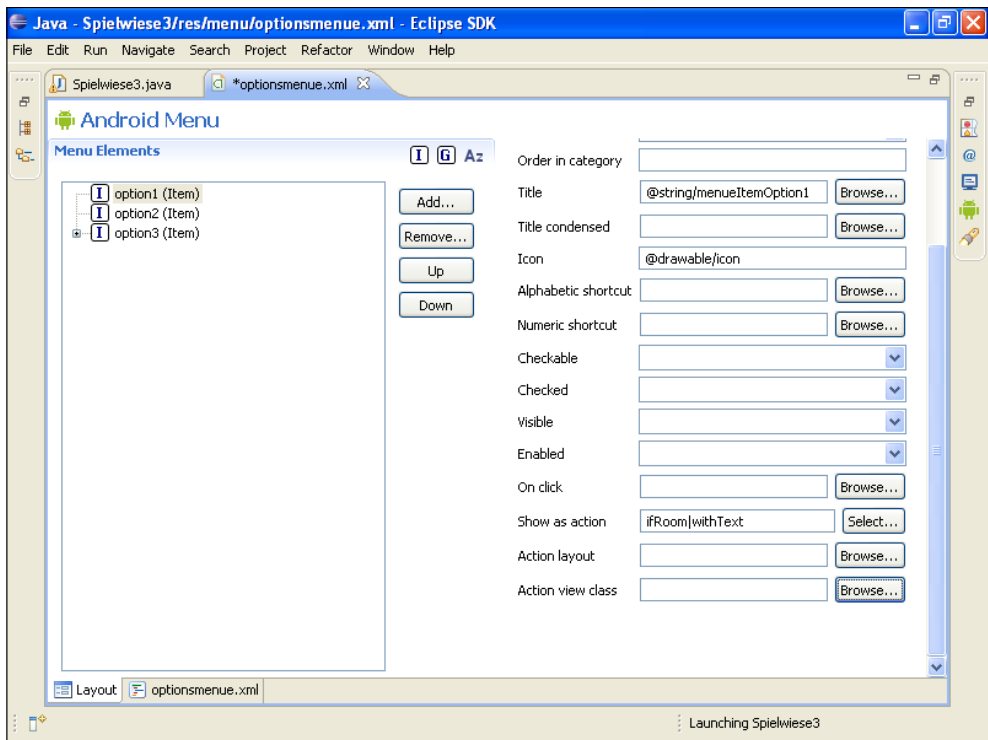 Java - Spielwiese3/res/menu/optionsmenue.xml - Eclipse SDK
File Edit Run Navigate Search Project Refactor Window Help
Spielwiese3.java *optionsmenue.xml
Android Menu
Menu Elements
I G Az
I option1 (Item)
I option2 (Item)
I option3 (Item)
Add...
Remove...
Up
Down
Order in category
Title @string/menueItemOption1 Browse...
Title condensed Browse...
Icon @drawable/icon
Alphabetic shortcut Browse...
Numeric shortcut Browse...
Checkable
Checked
Visible
Enabled
On click Browse...
Show as action ifRoom|withText Select...
Action layout Browse...
Action view class Browse...
Layout optionsmenue.xml
Launching Spielwiese3